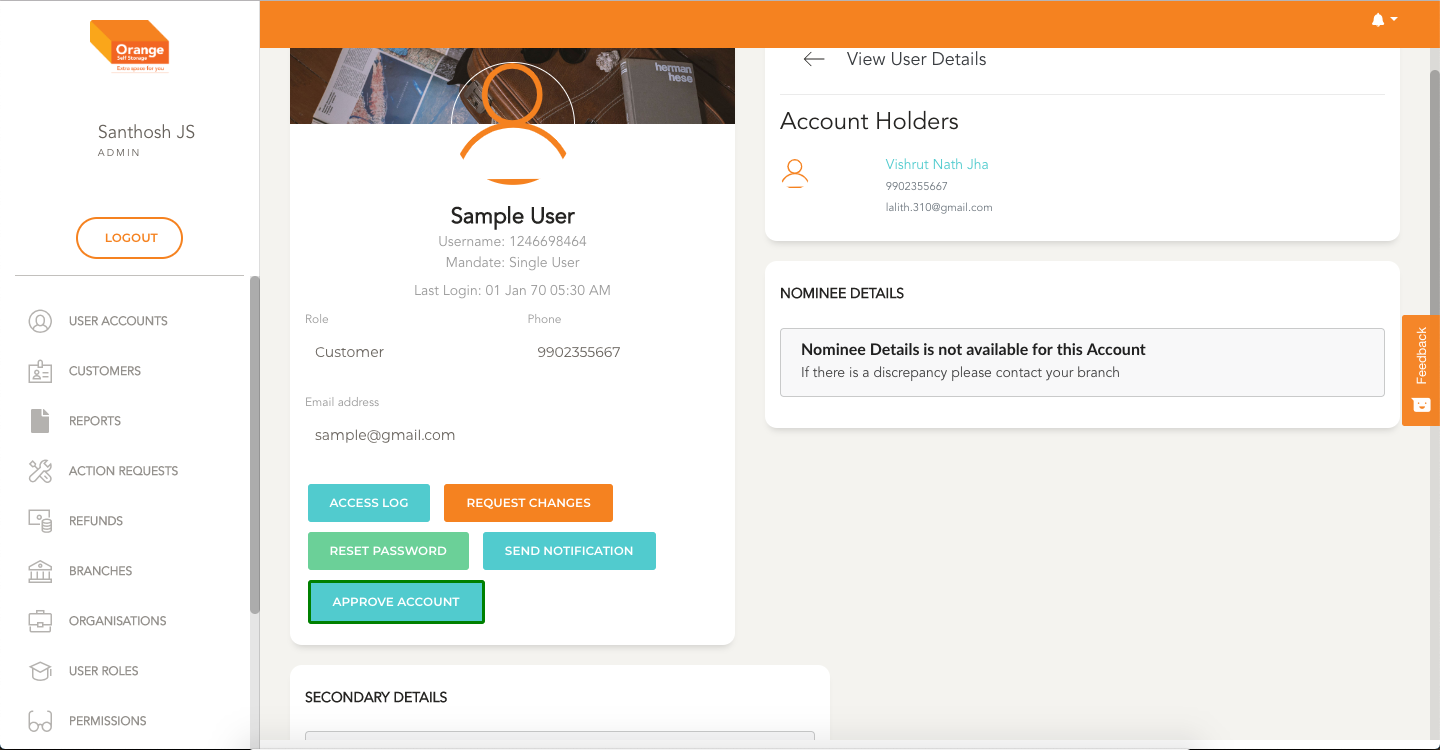 Orange
Self Storage
Extra space for you
Santhosh JS
ADMIN
LOGOUT
USER ACCOUNTS
CUSTOMERS
REPORTS
ACTION REQUESTS
REFUNDS
BRANCHES
ORGANISATIONS
USER ROLES
PERMISSIONS
herman
hese
Sample User
Username: 1246698464
Mandate: Single User
Last Login: 01 Jan 70 05:30 AM
Role
Phone
Customer
9902355667
Email address
sample@gmail.com
ACCESS LOG
REQUEST CHANGES
RESET PASSWORD
SEND NOTIFICATION
APPROVE ACCOUNT
SECONDARY DETAILS
View User Details
Account Holders
Vishrut Nath Jha
9902355667
lalith.310@gmail.com
NOMINEE DETAILS
Nominee Details is not available for this Account
If there is a discrepancy please contact your branch
Feedback